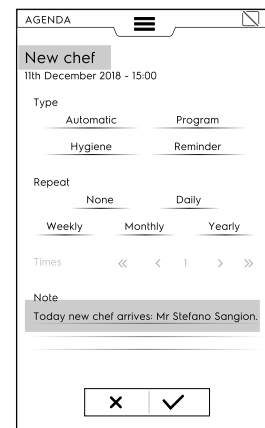 AGENDA
New chef
11th December 2018 - 15:00
Type
Automatic Program
Hygiene Reminder
Repeat
None Daily
Weekly Monthly Yearly
Times « < 1 > »
Note
Today new chef arrives: Mr Stefano Sangion.